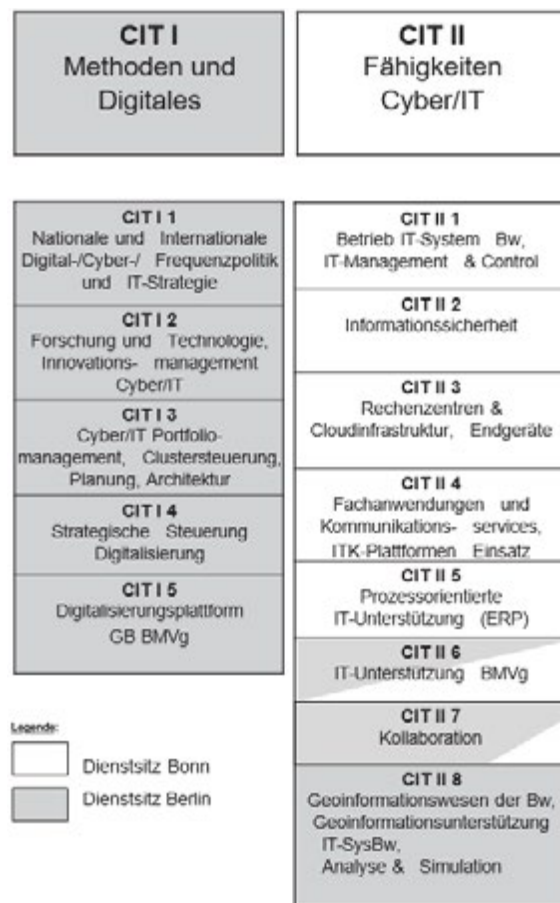 CIT I
Methoden und
Digitales
CIT II
Fähigkeiten
Cyber/IT
CIT I 1
Nationale und Internationale
Digital-/Cyber-/ Frequenzpolitik
und IT-Strategie
CIT I 2
Forschung und Technologie,
Innovations- management
Cyber/IT
CIT I 3
Cyber/IT Portfolio-
management, Clustersteuerung,
Planung, Architektur
CIT I 4
Strategische Steuerung
Digitalisierung
CIT I 5
Digitalisierungsplattform
GB BMVg
CIT II 1
Betrieb IT-System Bw,
IT-Management & Control
CIT II 2
Informationssicherheit
CIT II 3
Rechenzentren &
Cloudinfrastruktur, Endgeräte
CIT II 4
Fachanwendungen und
Kommunikations- services,
ITK-Plattformen Einsatz
CIT II 5
Prozessorientierte
IT-Unterstützung (ERP)
CIT II 6
IT-Unterstützung BMVg
CIT II 7
Kollaboration
CIT II 8
Geoinformationswesen der Bw,
Geoinformationsunterstützung
IT-SysBw,
Analyse & Simulation
Legende:
Dienstsitz Bonn
Dienstsitz Berlin